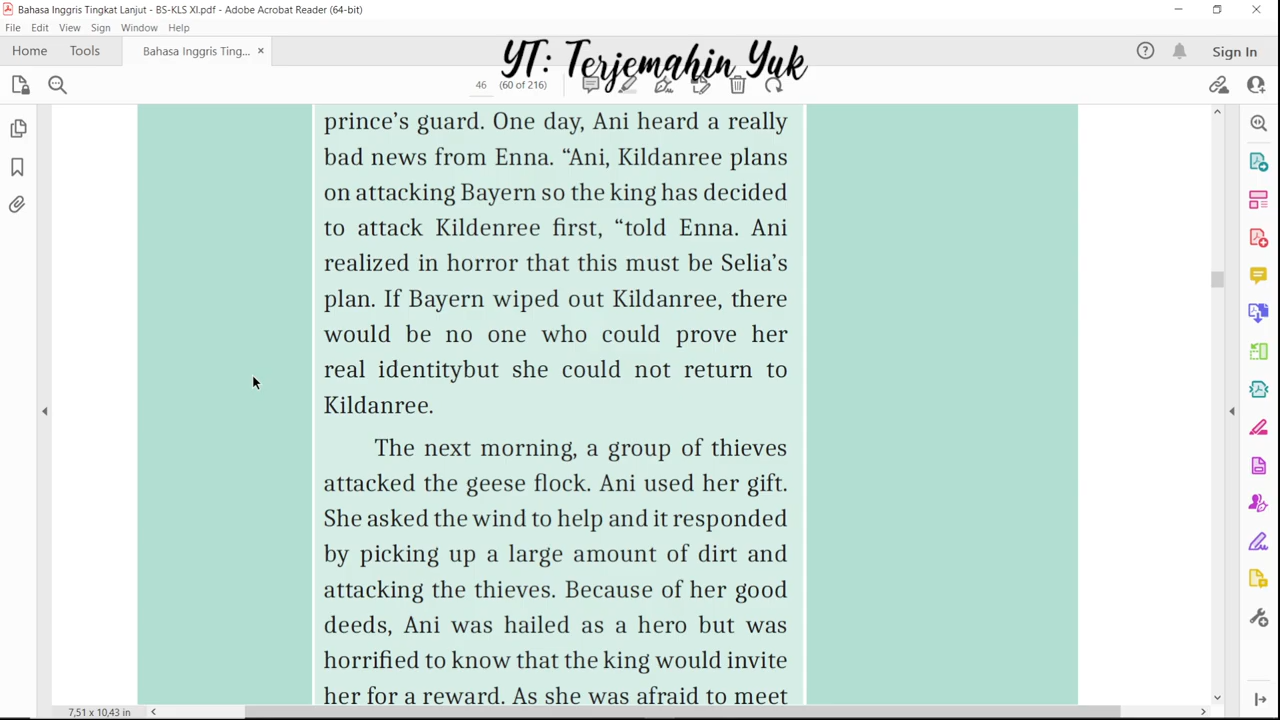 Bahasa Inggris Tingkat Lanjut - BS-KLS XI.pdf - Adobe Acrobat Reader (64-bit)
File Edit View Sign Window Help
Home Tools Bahasa Inggris Ting... × Sign In
YT: Terjemahin Yuk
46 (60 of 216)
prince’s guard. One day, Ani heard a really
bad news from Enna. “Ani, Kildanree plans
on attacking Bayern so the king has decided
to attack Kildenree first, “told Enna. Ani
realized in horror that this must be Selia’s
plan. If Bayern wiped out Kildanree, there
would be no one who could prove her
real identitybut she could not return to
Kildanree.
The next morning, a group of thieves
attacked the geese flock. Ani used her gift.
She asked the wind to help and it responded
by picking up a large amount of dirt and
attacking the thieves. Because of her good
deeds, Ani was hailed as a hero but was
horrified to know that the king would invite
her for a reward. As she was afraid to meet
7,51 x 10,43 in